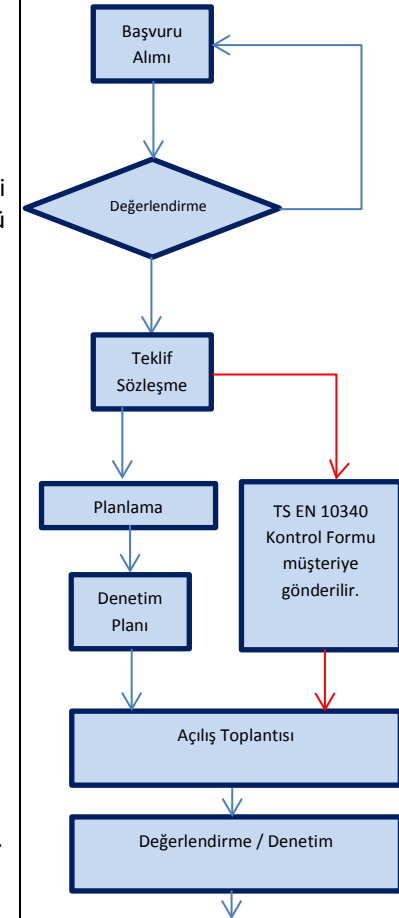 Başvuru
Alımı
i
Değerlendirme
ü
Teklif
Sözleşme
Planlama
TS EN 10340
Kontrol Formu
müşteriye
gönderilir.
Denetim
Planı
Açılış Toplantısı
.
Değerlendirme / Denetim